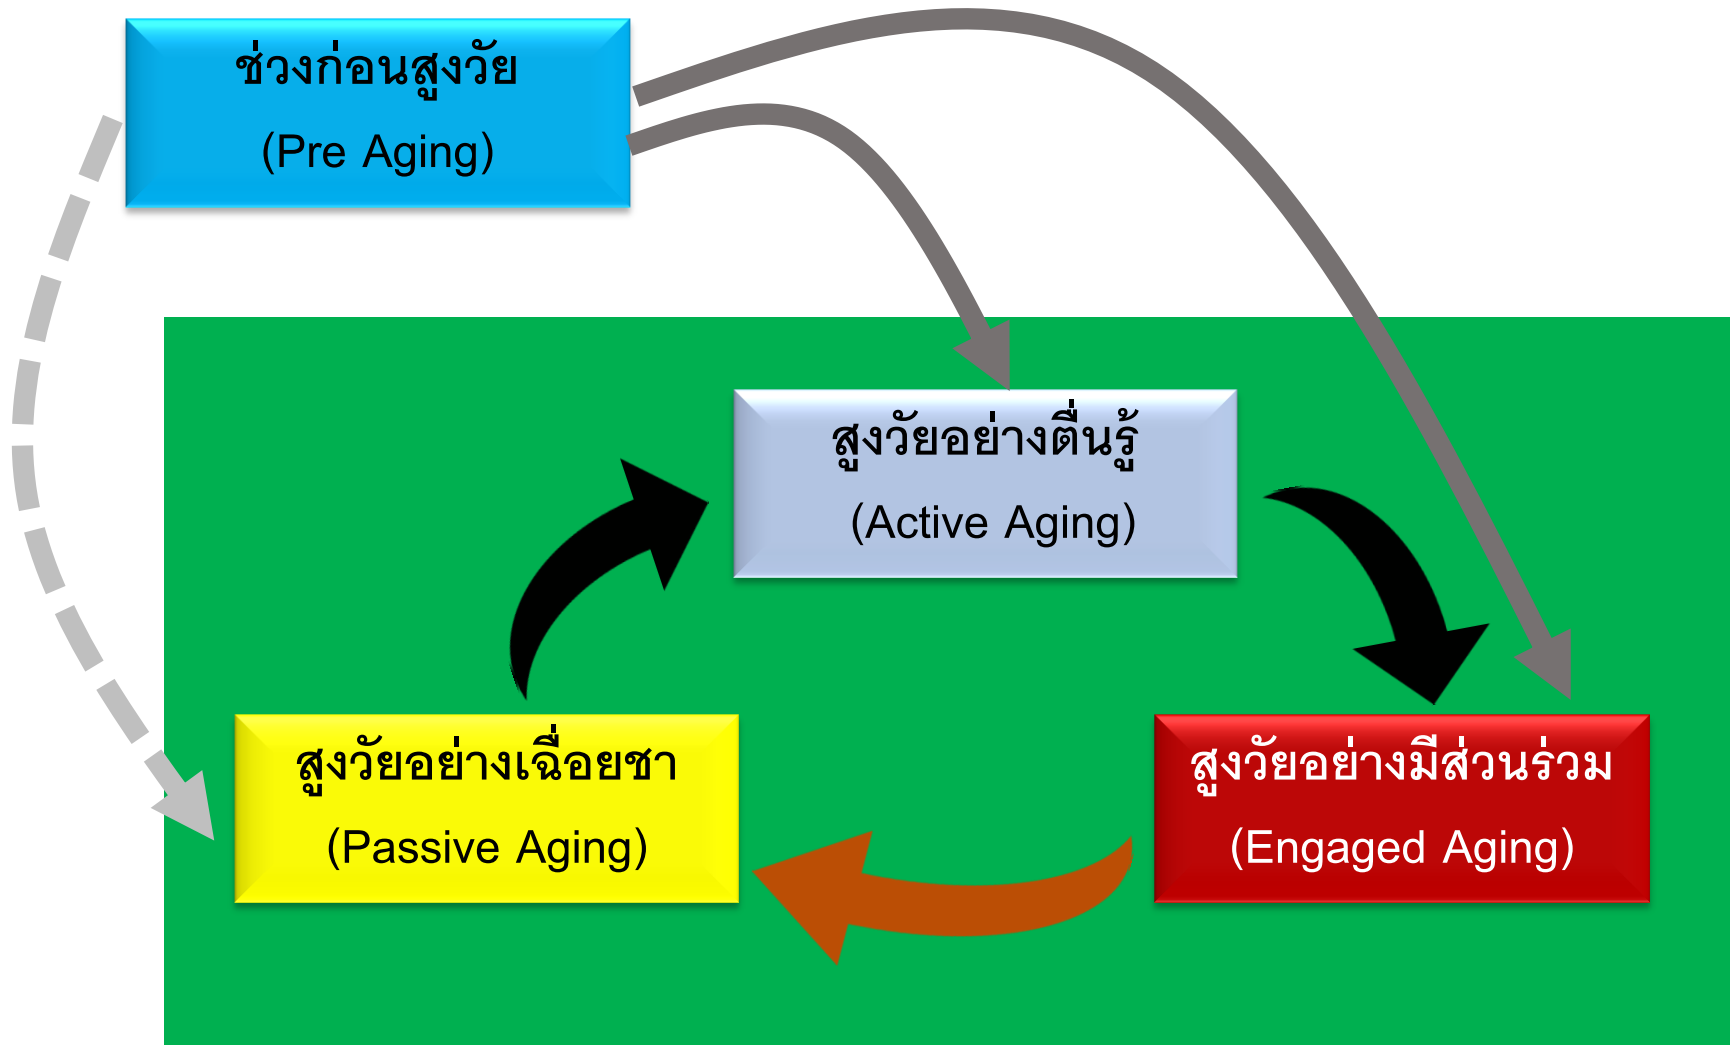 ช่วงก่อนสูงวัย
(Pre Aging)
สูงวัยอย่างตื่นรู้
(Active Aging)
สูงวัยอย่างเฉื่อยชา
(Passive Aging)
สูงวัยอย่างมีส่วนร่วม
(Engaged Aging)